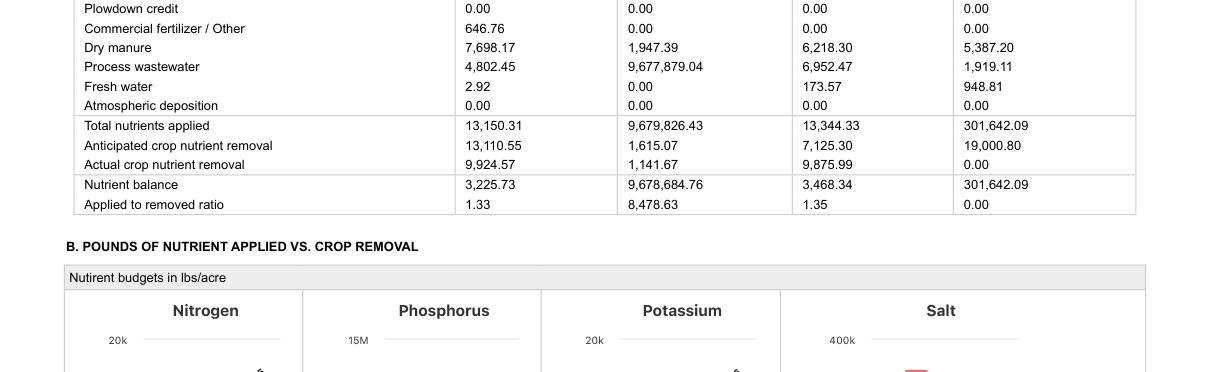 Plowdown credit 0.00 0.00 0.00 0.00
Commercial fertilizer / Other 646.76 0.00 0.00 0.00
Dry manure 7,698.17 1,947.39 6,218.30 5,387.20
Process wastewater 4,802.45 9,677,879.04 6,952.47 1,919.11
Fresh water 2.92 0.00 173.57 948.81
Atmospheric deposition 0.00 0.00 0.00 0.00
Total nutrients applied 13,150.31 9,679,826.43 13,344.33 301,642.09
Anticipated crop nutrient removal 13,110.55 1,615.07 7,125.30 19,000.80
Actual crop nutrient removal 9,924.57 1,141.67 9,875.99 0.00
Nutrient balance 3,225.73 9,678,684.76 3,468.34 301,642.09
Applied to removed ratio 1.33 8,478.63 1.35 0.00
B. POUNDS OF NUTRIENT APPLIED VS. CROP REMOVAL
Nutirent budgets in lbs/acre
Nitrogen Phosphorus Potassium Salt
20k 15M 20k 400k